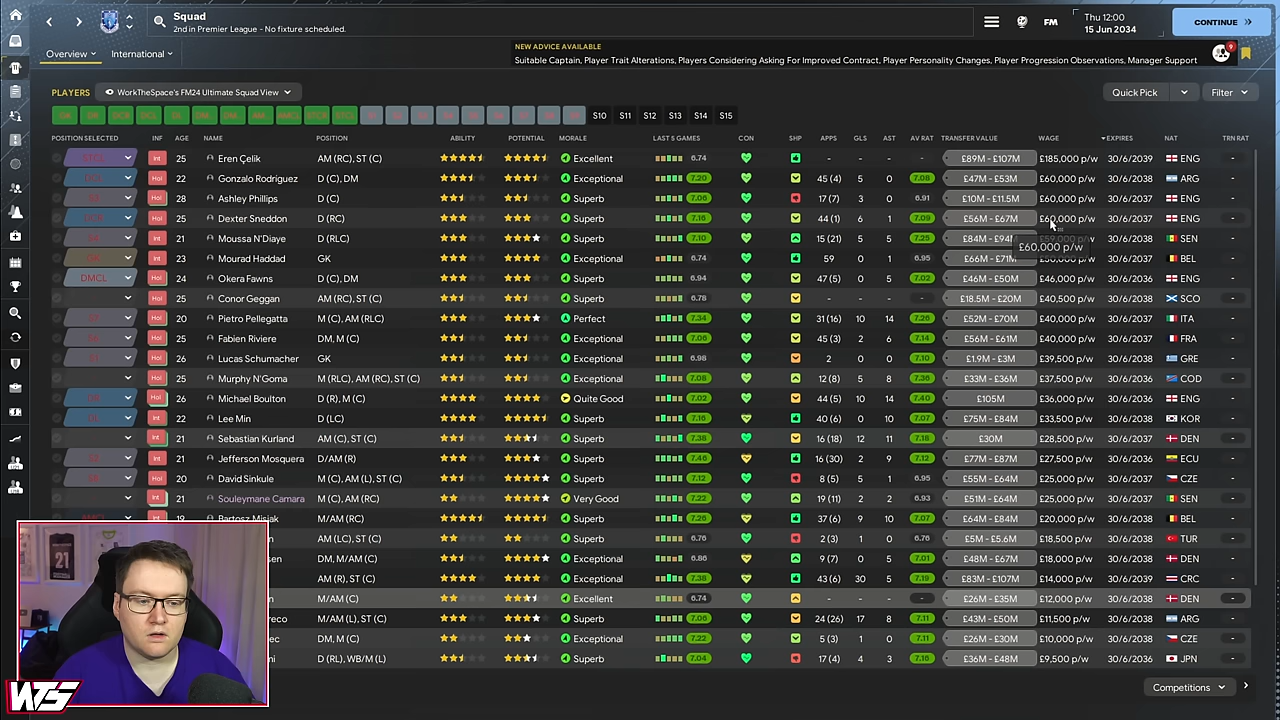 Squad
2nd in Premier League - No fixture scheduled.
FM
Thu 12:00
15 Jun 2034
CONTINUE
Overview
International
NEW ADVICE AVAILABLE
Suitable Captain, Player Trait Alterations, Players Considering Asking For Improved Contract, Player Personality Changes, Player Progression Observations, Manager Support
PLAYERS WorkTheSpace's FM24 Ultimate Squad View Quick Pick Filter
S10 S11 S12 S13 S14 S15
POSITION SELECTED INF AGE NAME POSITION ABILITY POTENTIAL MORALE LAST 5 GAMES CON SHP APPS GLS AST AV RAT TRANSFER VALUE WAGE EXPIRES NAT TRN RAT
STCL Int 25 Eren Çelik AM (RC), ST (C) Excellent 6.74 - - - - £89M - £107M £185,000 p/w 30/6/2039 ENG -
Hol 22 Gonzalo Rodriguez D (C), DM Exceptional 7.20 45 (4) 5 0 7.08 £47M - £53M £60,000 p/w 30/6/2038 ARG -
Hol 28 Ashley Phillips D (C) Superb 7.06 17 (7) 3 0 6.91 £10M - £11.5M £60,000 p/w 30/6/2037 ENG -
DCR Hol 25 Dexter Sneddon D (RC) Superb 7.16 44 (1) 6 1 7.09 £56M - £67M £60,000 p/w 30/6/2037 ENG -
Hol 21 Moussa N'Diaye D (RLC) Superb 7.10 15 (21) 5 5 7.25 £84M - £94M 30/6/2038 SEN -
£60,000 p/w
GK Hol 23 Mourad Haddad GK Exceptional 6.74 59 0 1 6.95 £66M - £71M 30/6/2038 BEL -
DMCL Hol 24 Okera Fawns D (C), DM Superb 6.94 47 (5) 5 0 7.02 £46M - £50M £46,000 p/w 30/6/2036 ENG -
Hol 25 Conor Geggan AM (RC), ST (C) Exceptional 6.78 - - - - £18.5M - £20M £40,500 p/w 30/6/2038 SCO -
Hol 20 Pietro Pellegatta M (C), AM (RLC) Perfect 7.34 31 (16) 10 14 7.26 £52M - £70M £40,000 p/w 30/6/2037 ITA -
Hol 25 Fabien Riviere DM, M (C) Exceptional 7.06 45 (3) 2 6 7.14 £56M - £61M £40,000 p/w 30/6/2037 FRA -
Hol 26 Lucas Schumacher GK Exceptional 6.98 2 0 0 7.10 £1.9M - £3M £39,500 p/w 30/6/2036 GRE -
Hol 25 Murphy N'Goma M (RLC), AM (RC), ST (C) Exceptional 7.08 12 (8) 5 8 7.36 £33M - £36M £37,500 p/w 30/6/2036 COD -
DR Hol 26 Michael Boulton D (R), M (C) Quite Good 7.02 44 (5) 10 14 7.40 £105M £36,000 p/w 30/6/2036 ENG -
DL Int 22 Lee Min D (LC) Superb 7.16 40 (6) 1 10 7.07 £75M - £84M £33,500 p/w 30/6/2038 KOR -
Int 21 Sebastian Kurland AM (C), ST (C) Superb 7.38 16 (18) 12 11 7.18 £30M £28,500 p/w 30/6/2037 DEN -
Int 21 Jefferson Mosquera D/AM (R) Superb 7.46 16 (30) 2 9 7.12 £77M - £87M £27,500 p/w 30/6/2038 ECU -
Hol 20 David Sinkule M (C), AM (L), ST (C) Superb 7.12 8 (5) 5 1 6.95 £55M - £64M £25,000 p/w 30/6/2037 CZE -
Int 21 Souleymane Camara M (C), AM (RC) Very Good 7.22 19 (11) 2 2 6.93 £51M - £64M £25,000 p/w 30/6/2037 SEN -
Int 19 Bartosz Misiak M/AM (RC) Superb 7.26 37 (6) 9 10 7.07 £64M - £84M £20,000 p/w 30/6/2038 BEL -
n AM (LC), ST (C) Superb 6.76 2 (3) 1 0 6.76 £5M - £5.6M £18,500 p/w 30/6/2038 TUR -
sen DM, M/AM (C) Exceptional 6.86 9 (7) 0 5 7.01 £48M - £67M £18,000 p/w 30/6/2038 DEN -
AM (R), ST (C) Exceptional 7.38 43 (6) 30 5 7.19 £83M - £107M £14,000 p/w 30/6/2039 CRC -
n M/AM (C) Excellent 6.74 - - - - £26M - £35M £12,000 p/w 30/6/2038 DEN -
reco M/AM (L), ST (C) Superb 7.06 24 (26) 17 8 7.11 £43M - £50M £11,500 p/w 30/6/2038 ARG -
ec DM, M (C) Exceptional 7.22 5 (3) 1 0 7.11 £26M - £30M £10,000 p/w 30/6/2038 CZE -
mi D (RL), WB/M (L) Superb 7.04 17 (4) 4 3 7.16 £36M - £48M £9,500 p/w 30/6/2036 JPN -
21
WTS
Competitions